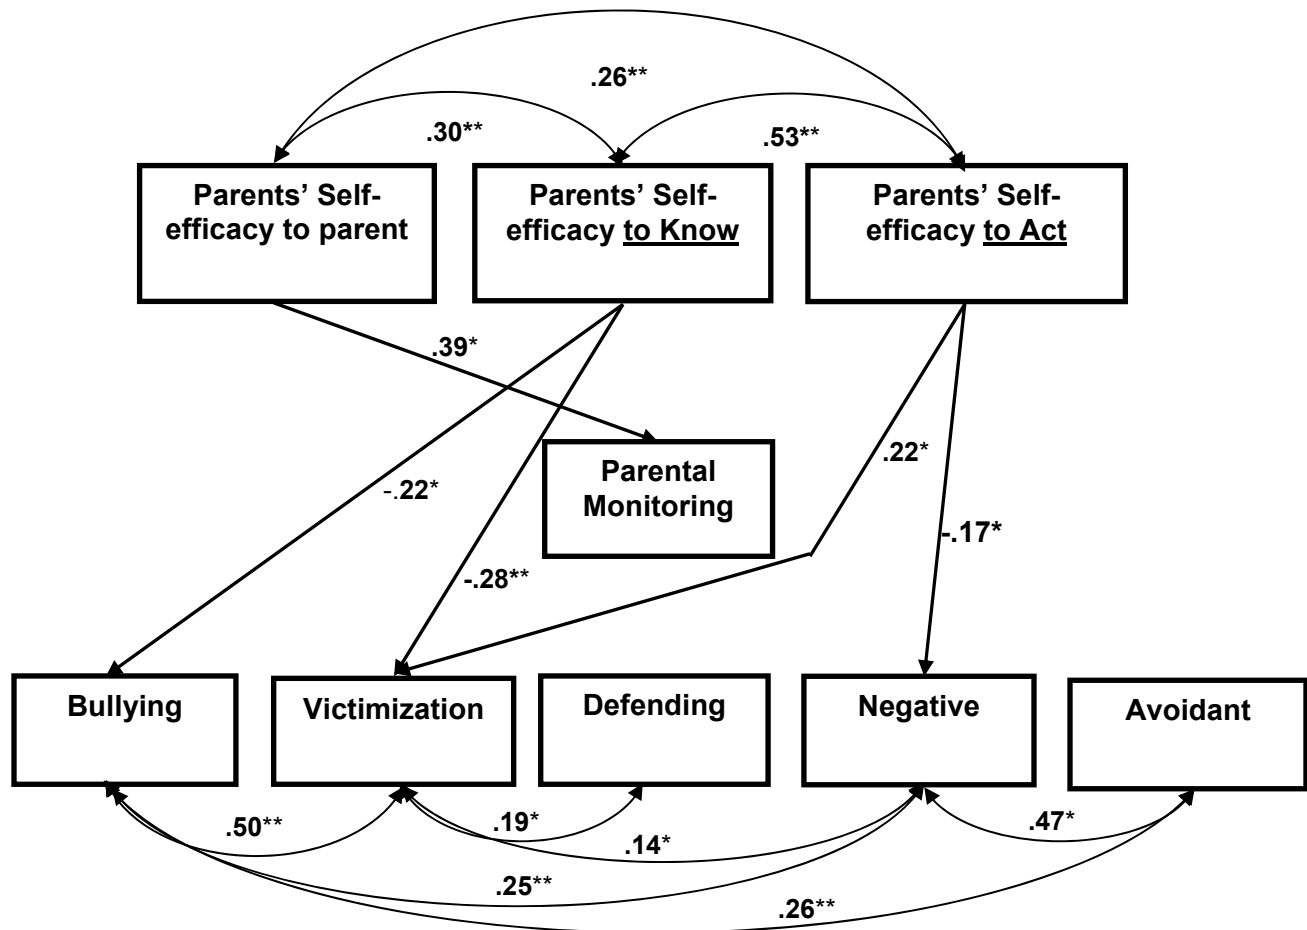 .26**
.30**
.53**
Parents’ Self-
efficacy to parent
Parents’ Self-
efficacy to Know
Parents’ Self-
efficacy to Act
.39*
Parental
Monitoring
.22*
-.22*
-.17*
-.28**
Bullying
Victimization
Defending
Negative
Avoidant
.50**
.19*
.14*
.47*
.25**
.26**